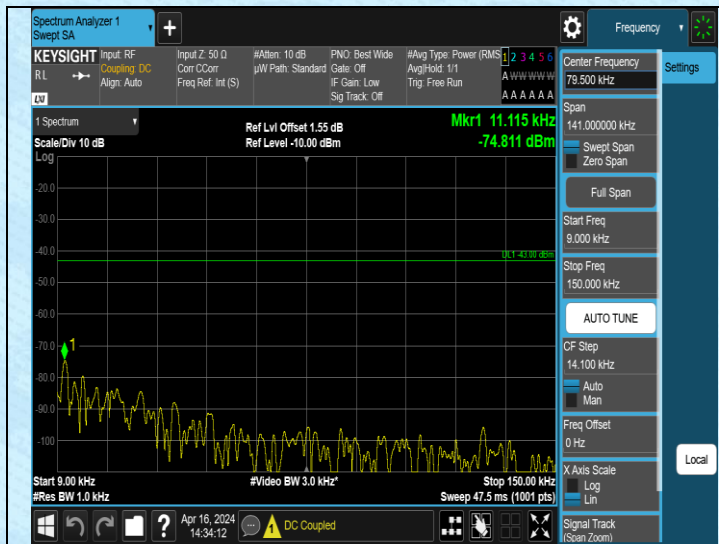 Spectrum Analyzer 1
Swept SA
+
Frequency
KEYSIGHT
RL
LXI
Input: RF
Coupling: DC
Align: Auto
Input Z: 50 Ω
Corr CCorr
Freq Ref: Int (S)
#Atten: 10 dB
µW Path: Standard
PNO: Best Wide
Gate: Off
IF Gain: Low
Sig Track: Off
#Avg Type: Power (RMS
Avg|Hold: 1/1
Trig: Free Run
1 2 3 4 5 6
A W W W W W
A A A A A A
1 Spectrum
Scale/Div 10 dB
Log
Ref Lvl Offset 1.55 dB
Ref Level -10.00 dBm
Mkr1 11.115 kHz
-74.811 dBm
-20.0
-30.0
-40.0
DL1 -43.00 dBm
-50.0
-60.0
-70.0
1
-80.0
-90.0
-100
Start 9.00 kHz
#Res BW 1.0 kHz
#Video BW 3.0 kHz*
Stop 150.00 kHz
Sweep 47.5 ms (1001 pts)
?
Apr 16, 2024
14:34:12
DC Coupled
Center Frequency
79.500 kHz
Span
141.000000 kHz
Swept Span
Zero Span
Full Span
Start Freq
9.000 kHz
Stop Freq
150.000 kHz
AUTO TUNE
CF Step
14.100 kHz
Auto
Man
Freq Offset
0 Hz
X Axis Scale
Log
Lin
Signal Track
(Span Zoom)
Settings
Local